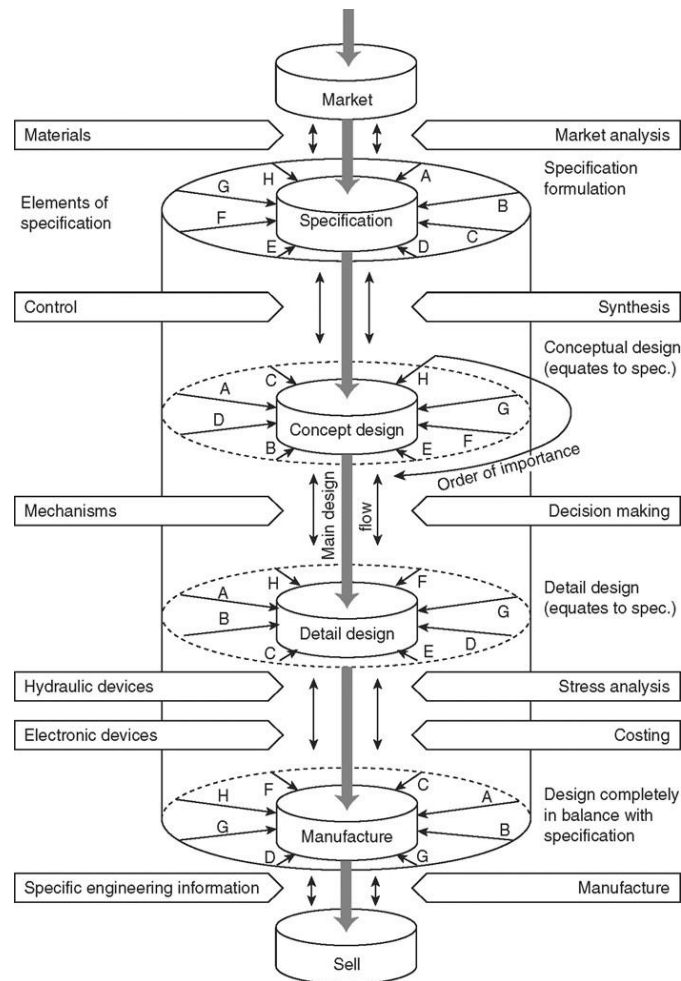 Market
Materials
Market analysis
Elements of
specification
Specification
formulation
H
A
G
B
F
C
E
D
Specification
Control
Synthesis
Conceptual design
(equates to spec.)
C
H
A
G
D
F
B
E
Concept design
Order of importance
Mechanisms
Main design
flow
Decision making
Detail design
(equates to spec.)
H
F
A
G
B
D
C
E
Detail design
Hydraulic devices
Stress analysis
Electronic devices
Costing
Design completely
in balance with
specification
F
C
H
A
G
B
D
G
Manufacture
Specific engineering information
Manufacture
Sell